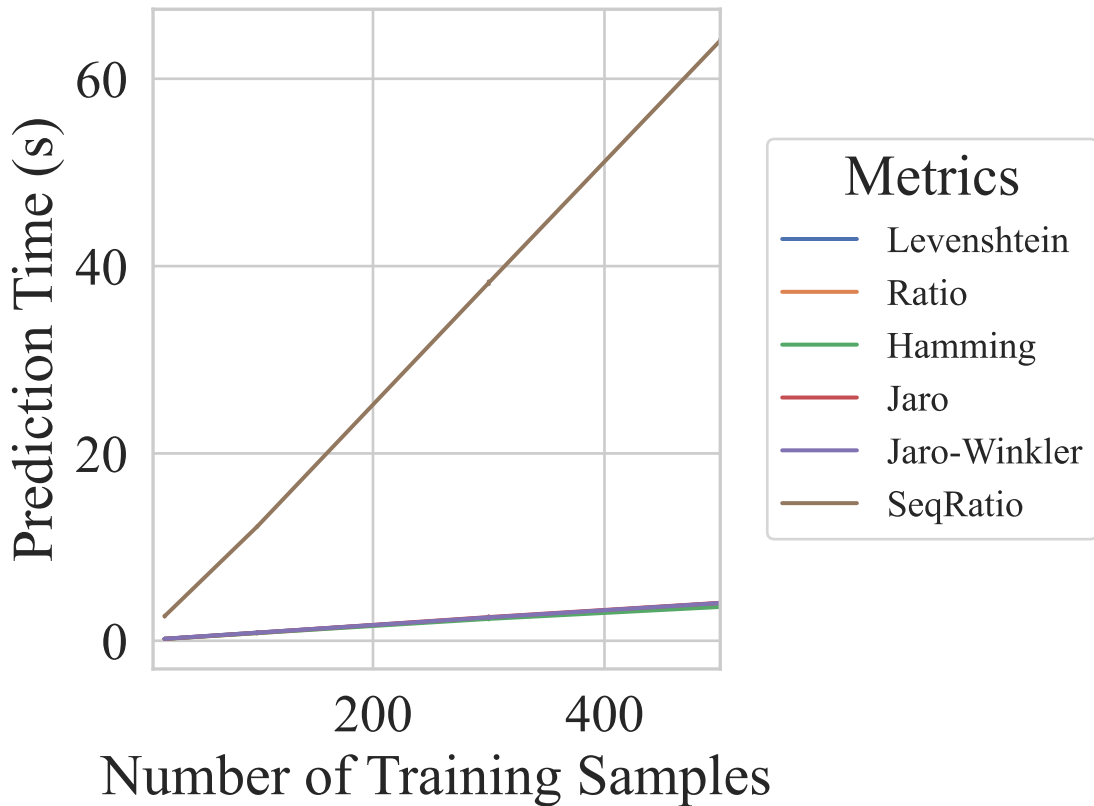 Prediction Time (s)
60
40
20
0
200
400
Number of Training Samples
Metrics
Levenshtein
Ratio
Hamming
Jaro
Jaro-Winkler
SeqRatio